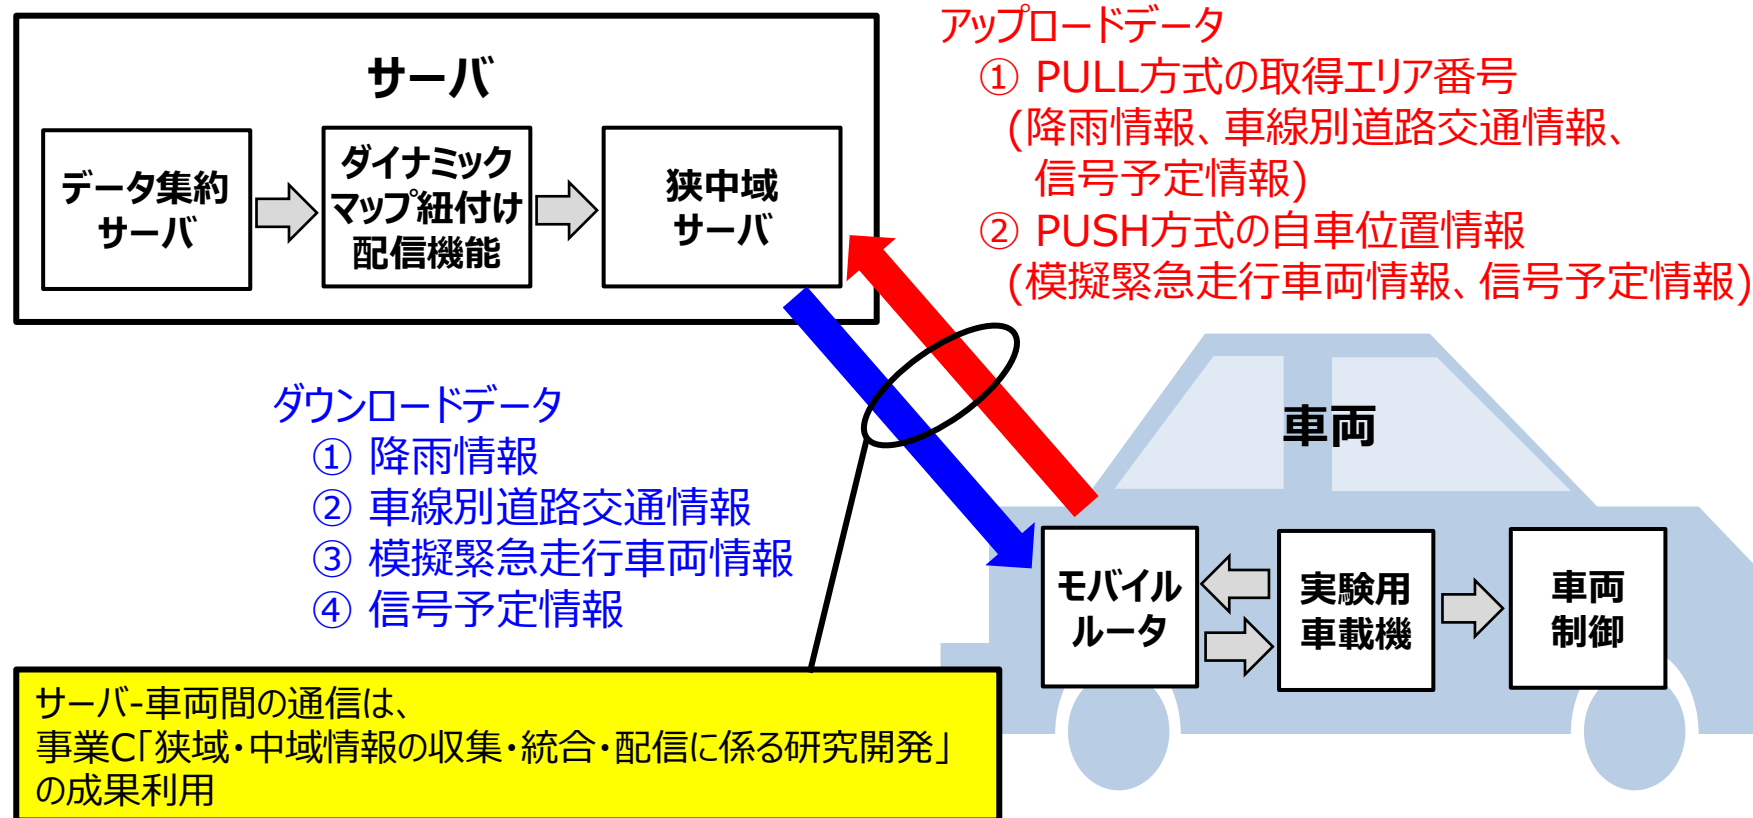 サーバ
データ集約
サーバ
ダイナミック
マップ紐付け
配信機能
狭中域
サーバ
アップロードデータ
① PULL方式の取得エリア番号
(降雨情報、車線別道路交通情報、
信号予定情報)
② PUSH方式の自車位置情報
(模擬緊急走行車両情報、信号予定情報)
ダウンロードデータ
① 降雨情報
② 車線別道路交通情報
③ 模擬緊急走行車両情報
④ 信号予定情報
車両
モバイル
ルータ
実験用
車載機
車両
制御
サーバ-車両間の通信は、
事業C「狭域・中域情報の収集・統合・配信に係る研究開発」
の成果利用